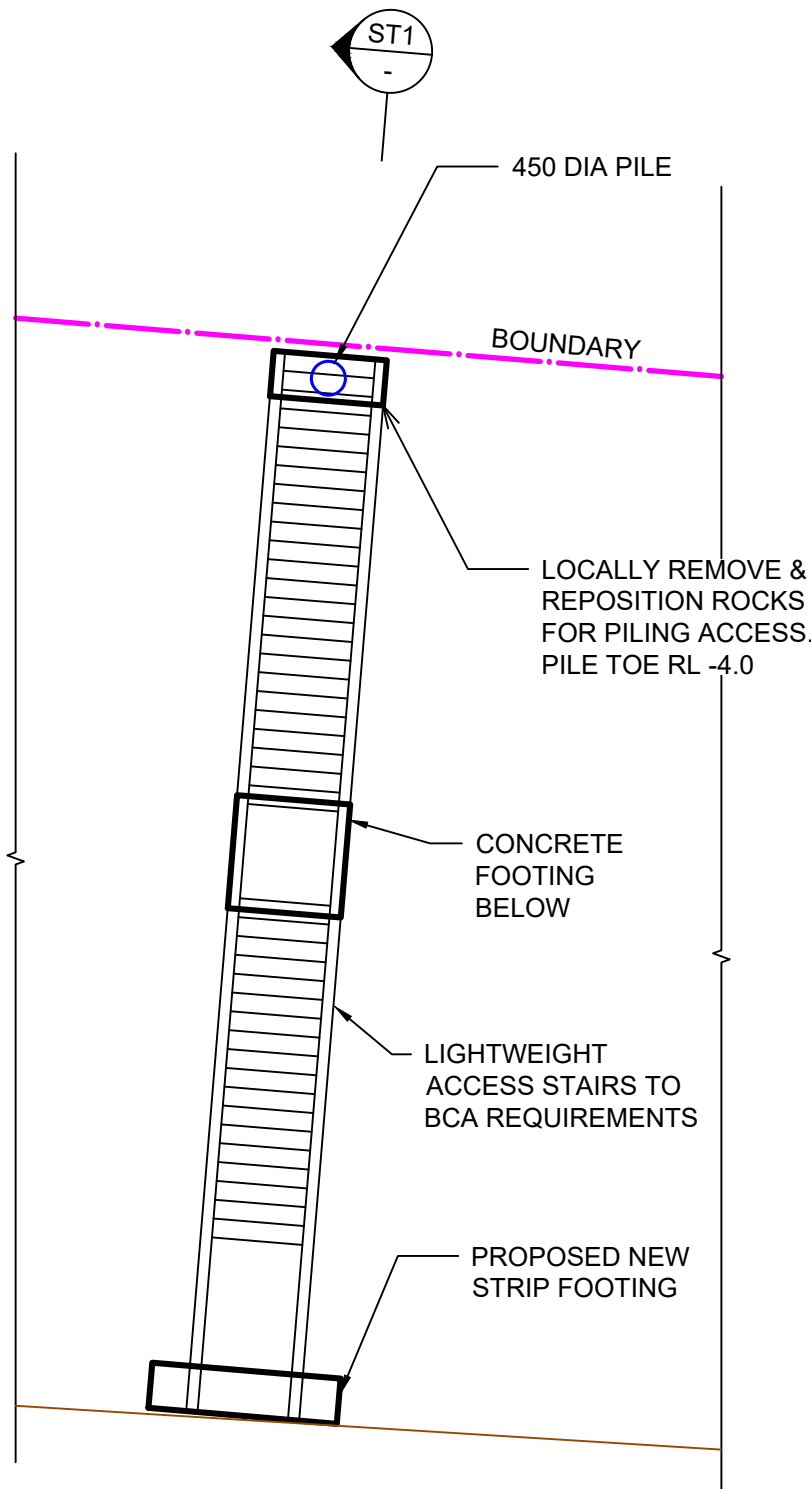 ST1
-
450 DIA PILE
BOUNDARY
LOCALLY REMOVE &
REPOSITION ROCKS
FOR PILING ACCESS.
PILE TOE RL -4.0
CONCRETE
FOOTING
BELOW
LIGHTWEIGHT
ACCESS STAIRS TO
BCA REQUIREMENTS
PROPOSED NEW
STRIP FOOTING